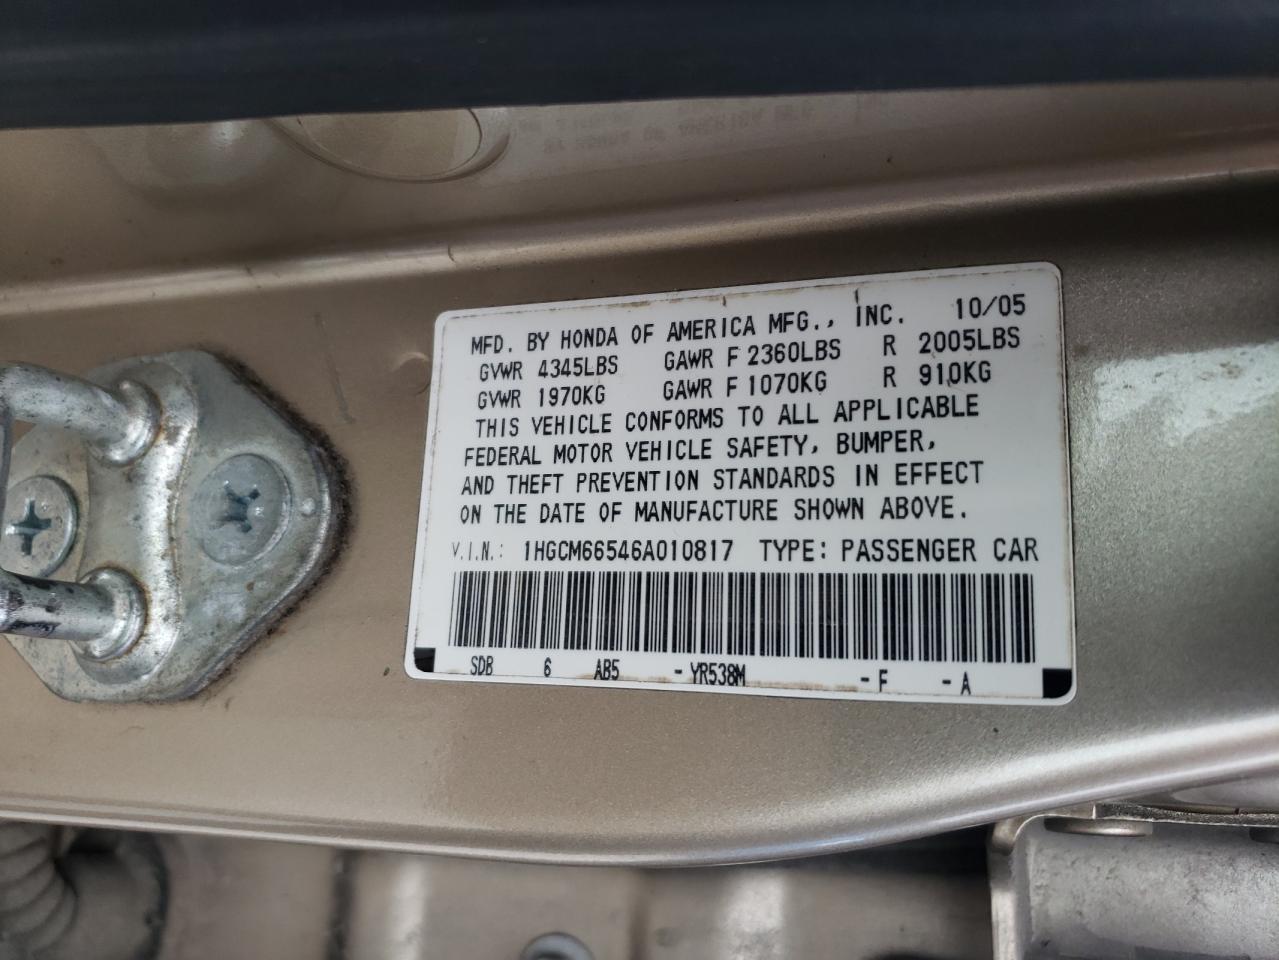 MFD. BY HONDA OF AMERICA MFG., INC. 10/05
GVWR 4345LBS GAWR F 2360LBS R 2005LBS
GVWR 1970KG GAWR F 1070KG R 910KG
THIS VEHICLE CONFORMS TO ALL APPLICABLE
FEDERAL MOTOR VEHICLE SAFETY, BUMPER,
AND THEFT PREVENTION STANDARDS IN EFFECT
ON THE DATE OF MANUFACTURE SHOWN ABOVE.
V.I.N.: 1HGCM66546A010817 TYPE: PASSENGER CAR
SDB 6 AB5 - YR538M - F - A